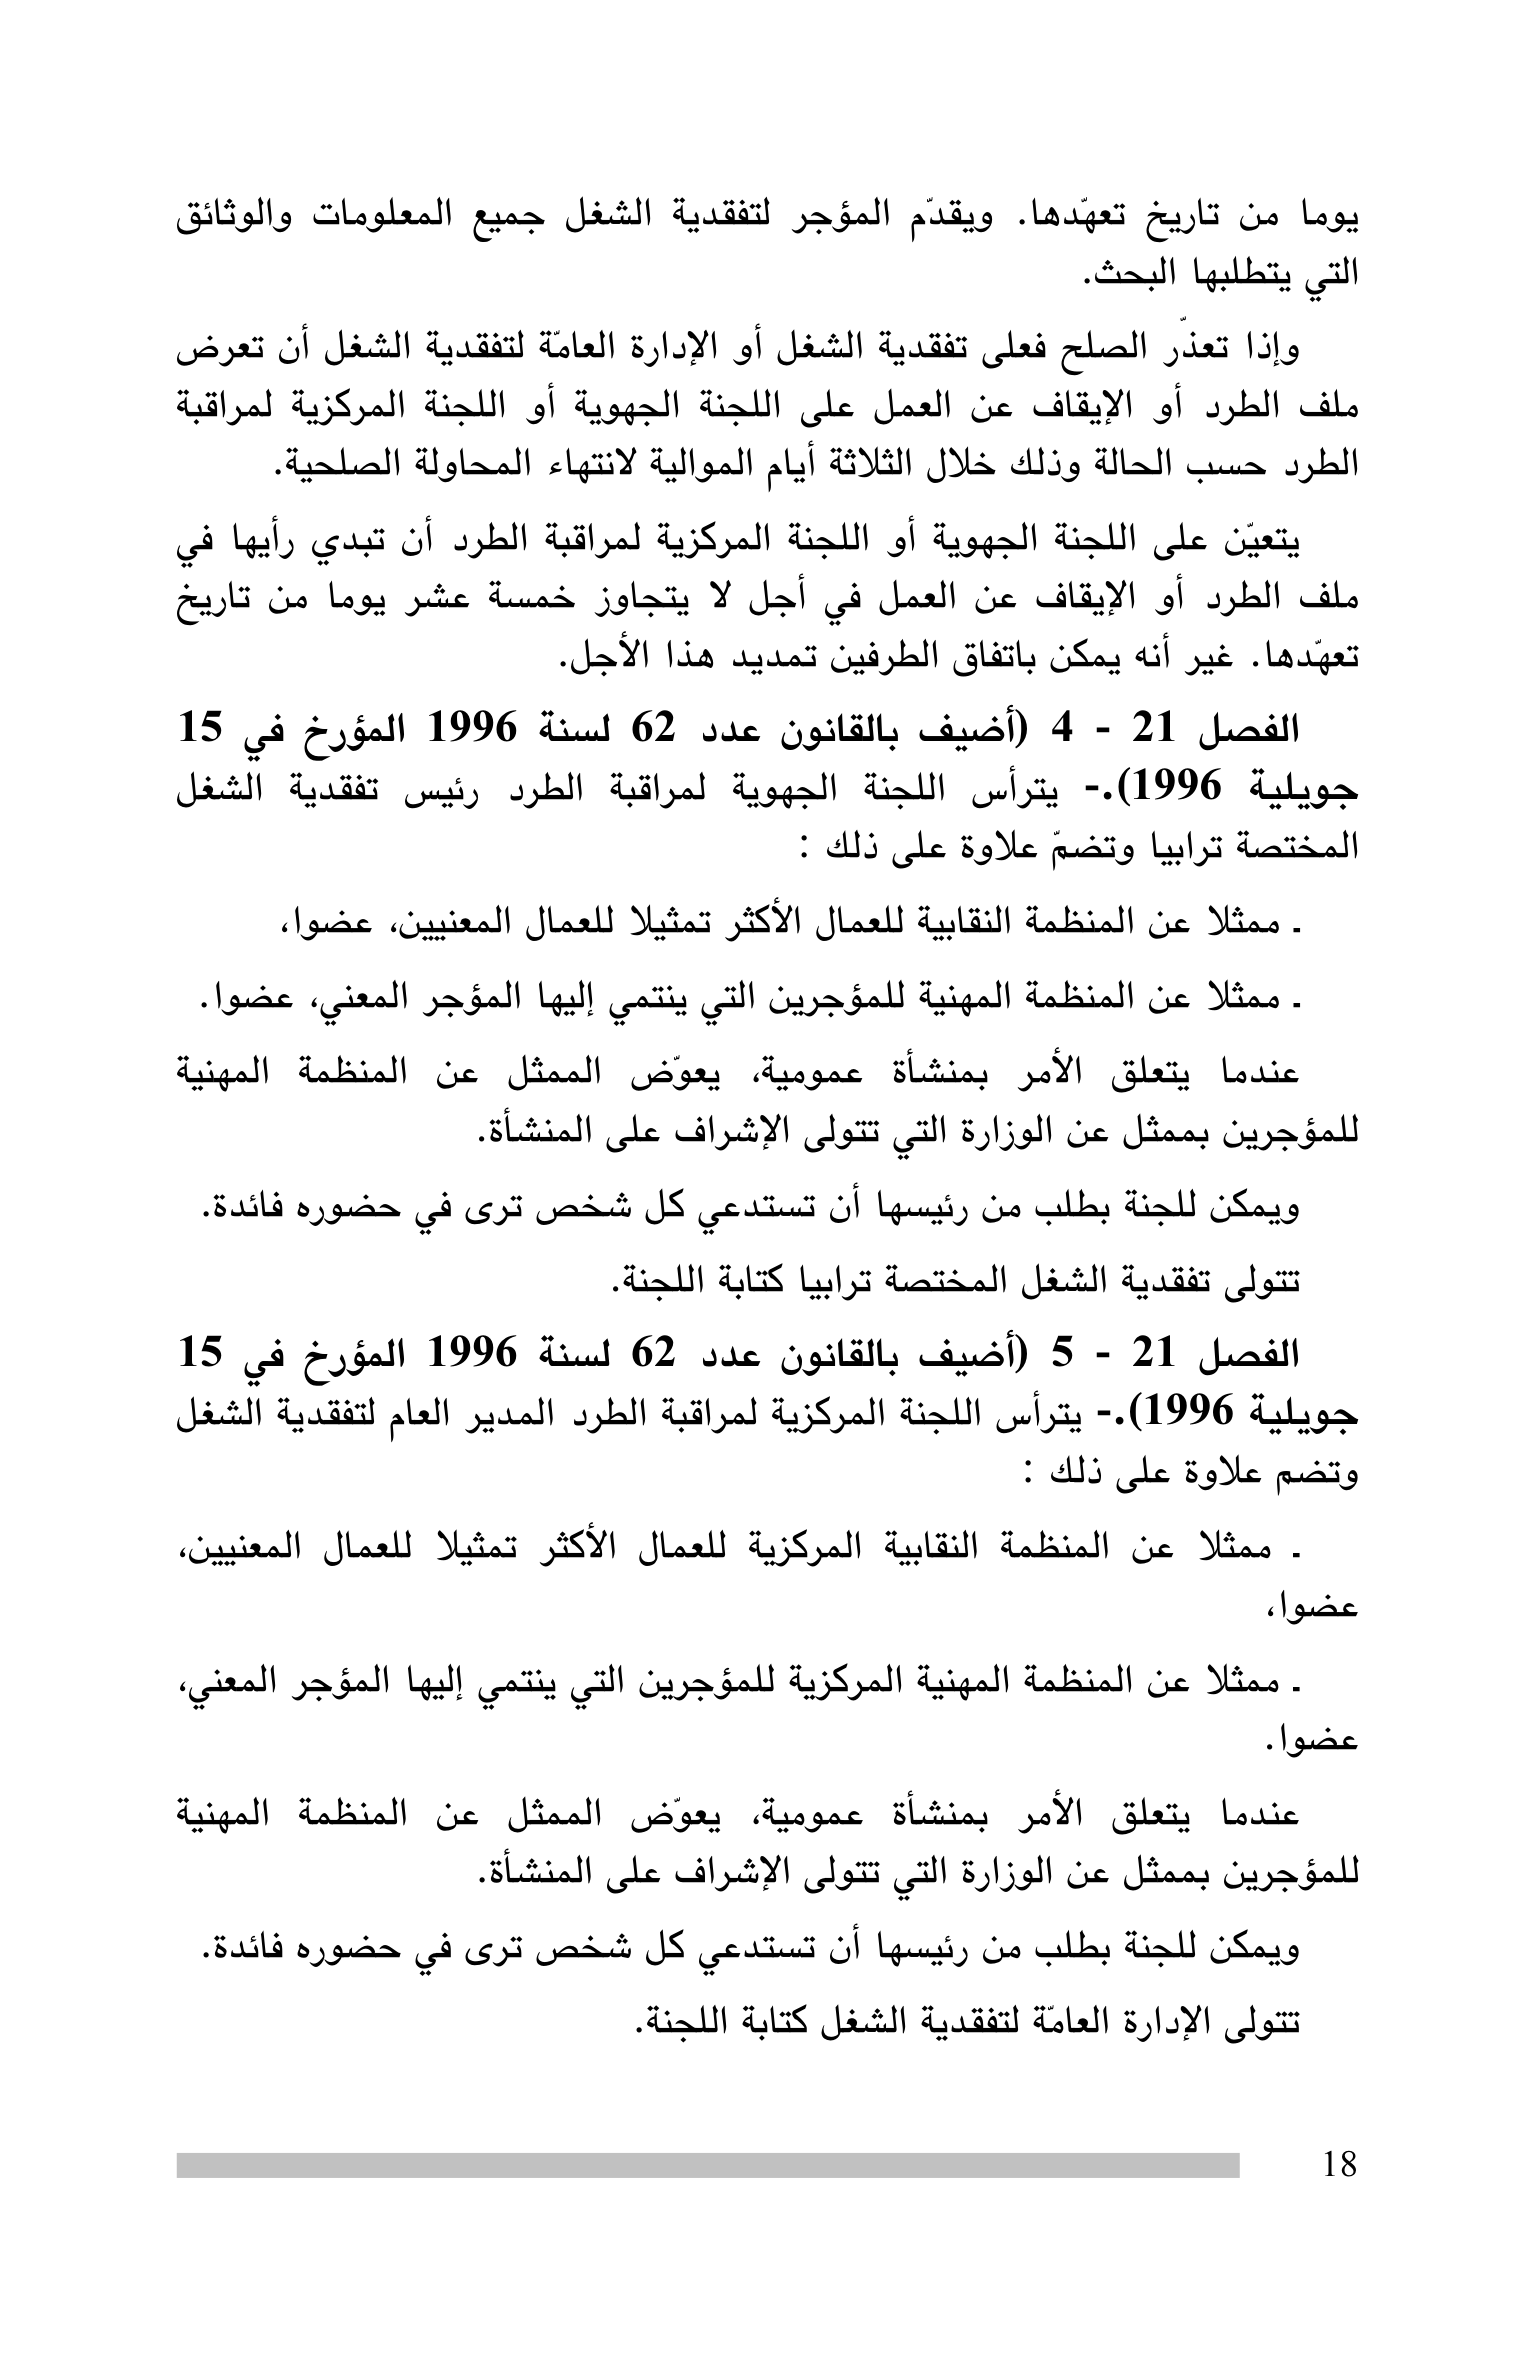 يوما من تاريخ تعهّدها. ويقدّم المؤجر لتفقدية الشغل جميع المعلومات والوثائق
التي يتطلبها البحث.
وإذا تعذّر الصلح فعلى تفقدية الشغل أو الإدارة العامّة لتفقدية الشغل أن تعرض
ملف الطرد أو الإيقاف عن العمل على اللجنة الجهوية أو اللجنة المركزية لمراقبة
الطرد حسب الحالة وذلك خلال الثلاثة أيام الموالية لانتهاء المحاولة الصلحية.
يتعيّن على اللجنة الجهوية أو اللجنة المركزية لمراقبة الطرد أن تبدي رأيها في
ملف الطرد أو الإيقاف عن العمل في أجل لا يتجاوز خمسة عشر يوما من تاريخ
تعهّدها. غير أنه يمكن باتفاق الطرفين تمديد هذا الأجل.
الفصل 21 - 4 (أضيف بالقانون عدد 62 لسنة 1996 المؤرخ في 15
جويلية 1996).- يترأس اللجنة الجهوية لمراقبة الطرد رئيس تفقدية الشغل
المختصة ترابيا وتضمّ علاوة على ذلك :
ـ ممثلا عن المنظمة النقابية للعمال الأكثر تمثيلا للعمال المعنيين، عضوا،
ـ ممثلا عن المنظمة المهنية للمؤجرين التي ينتمي إليها المؤجر المعني، عضوا.
عندما يتعلق الأمر بمنشأة عمومية، يعوّض الممثل عن المنظمة المهنية
للمؤجرين بممثل عن الوزارة التي تتولى الإشراف على المنشأة.
ويمكن للجنة بطلب من رئيسها أن تستدعي كل شخص ترى في حضوره فائدة.
تتولى تفقدية الشغل المختصة ترابيا كتابة اللجنة.
الفصل 21 - 5 (أضيف بالقانون عدد 62 لسنة 1996 المؤرخ في 15
جويلية 1996).- يترأس اللجنة المركزية لمراقبة الطرد المدير العام لتفقدية الشغل
وتضم علاوة على ذلك :
ـ ممثلا عن المنظمة النقابية المركزية للعمال الأكثر تمثيلا للعمال المعنيين،
عضوا،
ـ ممثلا عن المنظمة المهنية المركزية للمؤجرين التي ينتمي إليها المؤجر المعني،
عضوا.
عندما يتعلق الأمر بمنشأة عمومية، يعوّض الممثل عن المنظمة المهنية
للمؤجرين بممثل عن الوزارة التي تتولى الإشراف على المنشأة.
ويمكن للجنة بطلب من رئيسها أن تستدعي كل شخص ترى في حضوره فائدة.
تتولى الإدارة العامّة لتفقدية الشغل كتابة اللجنة.
18